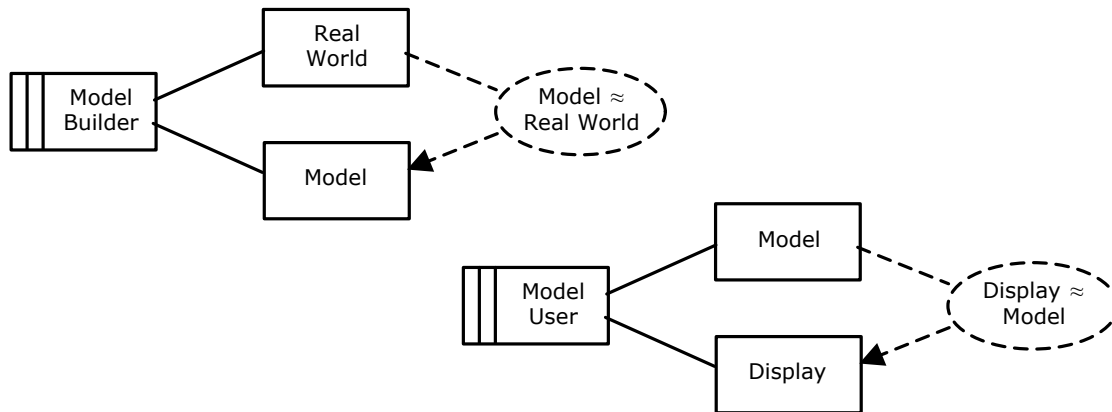 Real
World
Model
Builder
Model ≈
Real World
Model
Model
Model
User
Display ≈
Model
Display